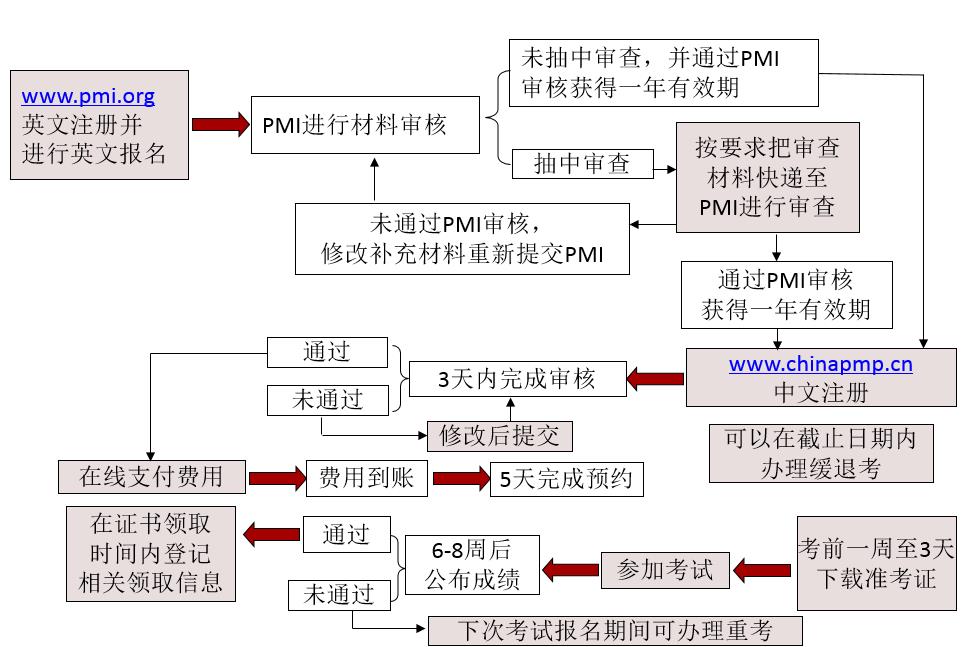 www.pmi.org
英文注册并
进行英文报名
PMI进行材料审核
未抽中审查，并通过PMI
审核获得一年有效期
抽中审查
按要求把审查
材料快递至
PMI进行审查
未通过PMI审核，
修改补充材料重新提交PMI
通过PMI审核
获得一年有效期
www.chinapmp.cn
中文注册
3天内完成审核
通过
未通过
修改后提交
可以在截止日期内
办理缓退考
在线支付费用
费用到账
5天完成预约
考前一周至3天
下载准考证
参加考试
6-8周后
公布成绩
通过
未通过
在证书领取
时间内登记
相关领取信息
下次考试报名期间可办理重考